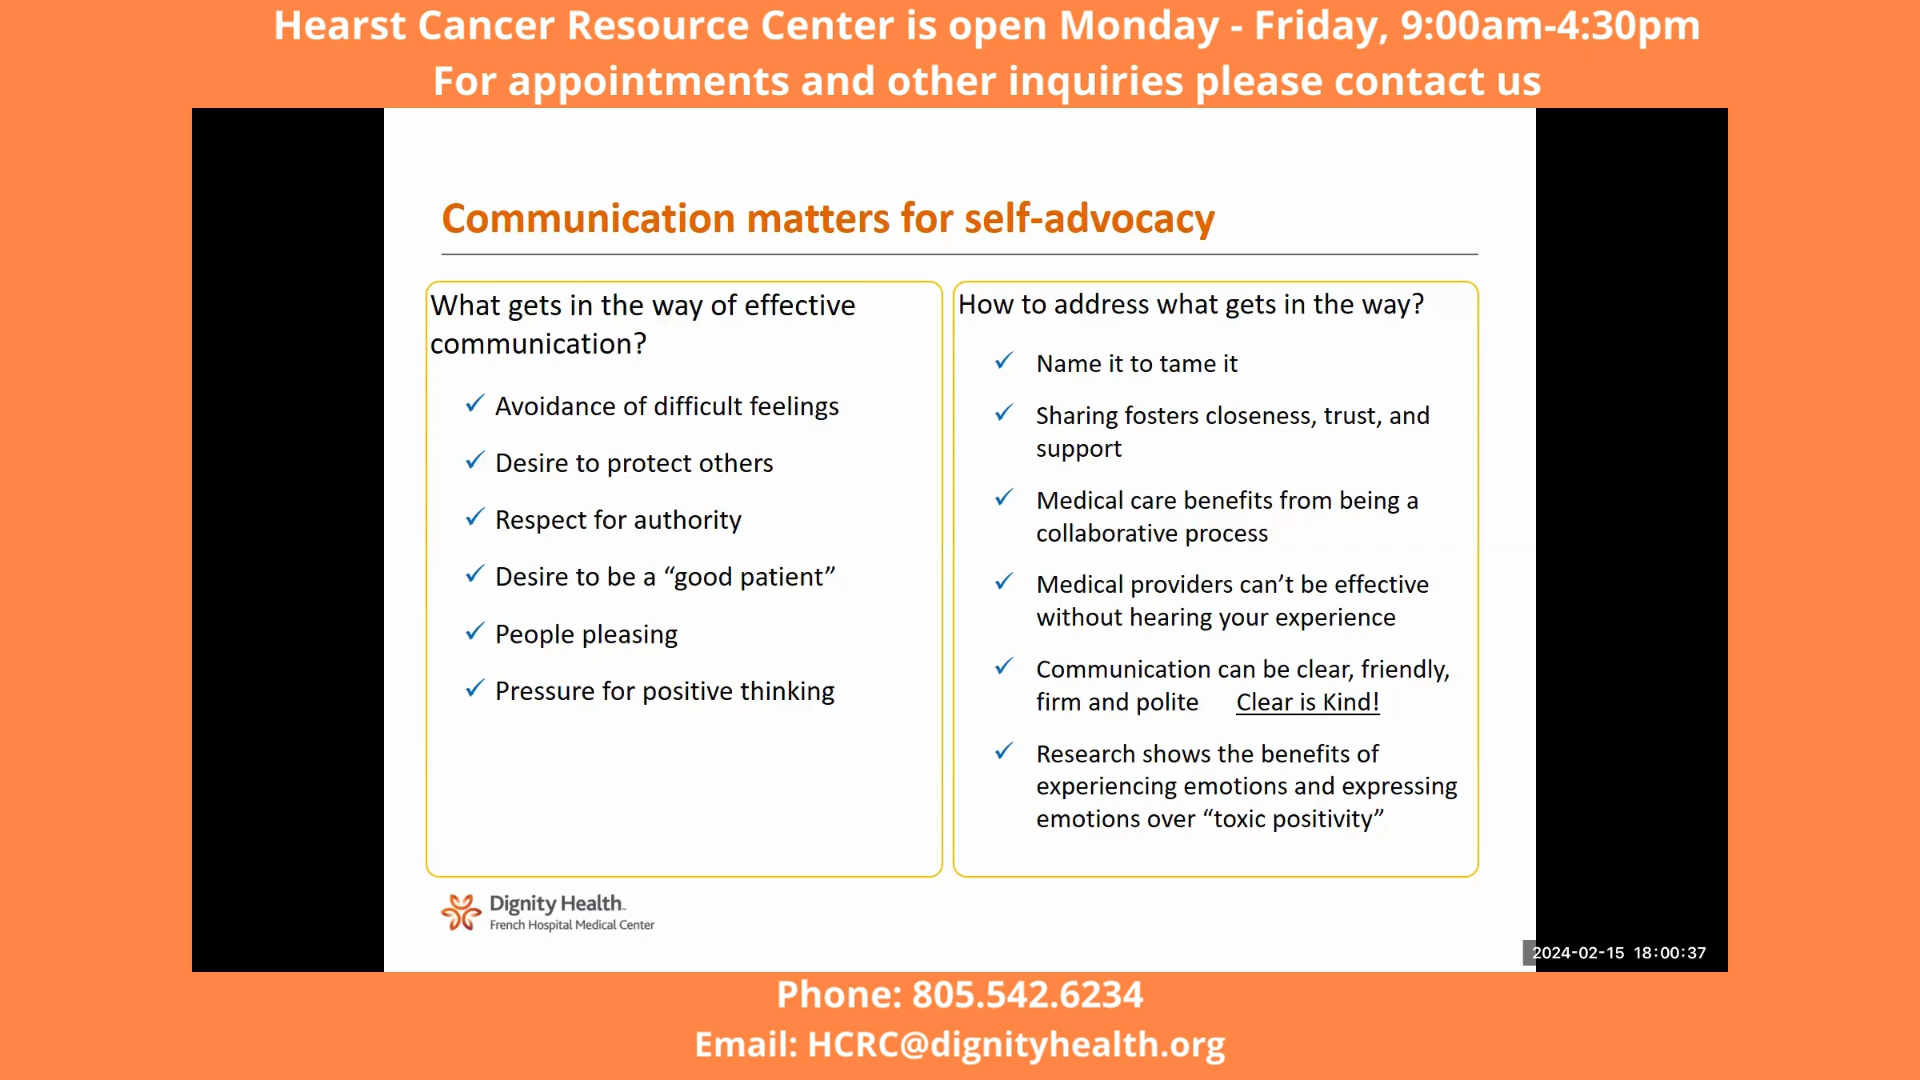 Hearst Cancer Resource Center is open Monday - Friday, 9:00am-4:30pm
For appointments and other inquiries please contact us
Communication matters for self-advocacy
What gets in the way of effective
communication?
✓ Avoidance of difficult feelings
✓ Desire to protect others
✓ Respect for authority
✓ Desire to be a “good patient”
✓ People pleasing
✓ Pressure for positive thinking
How to address what gets in the way?
✓ Name it to tame it
✓ Sharing fosters closeness, trust, and
support
✓ Medical care benefits from being a
collaborative process
✓ Medical providers can’t be effective
without hearing your experience
✓ Communication can be clear, friendly,
firm and polite Clear is Kind!
✓ Research shows the benefits of
experiencing emotions and expressing
emotions over “toxic positivity”
Dignity Health™
French Hospital Medical Center
2024-02-15 18:00:37
Phone: 805.542.6234
Email: HCRC@dignityhealth.org